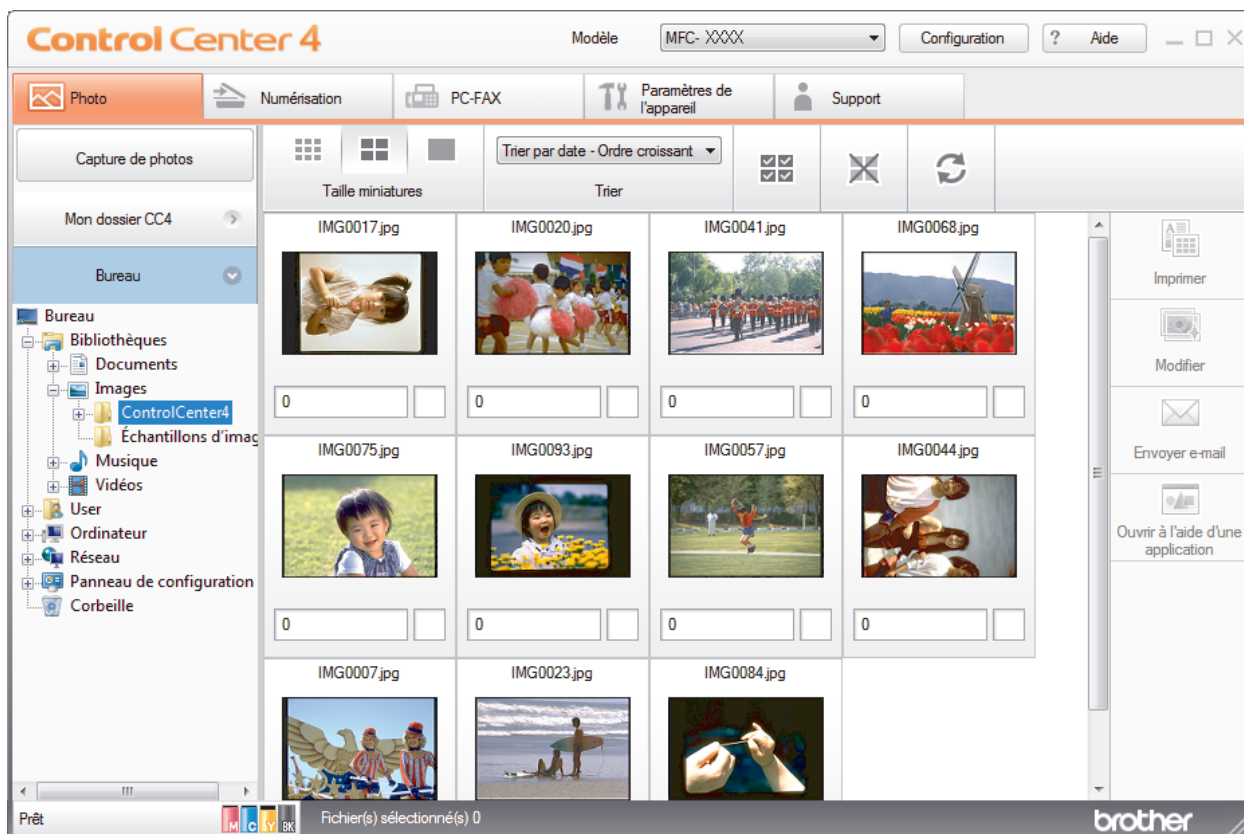 Control Center 4
Modèle
MFC- XXXX
Configuration
? Aide
Photo
Numérisation
PC-FAX
Paramètres de
l'appareil
Support
Capture de photos
Mon dossier CC4
Bureau
Taille miniatures
Trier par date - Ordre croissant
Trier
Bureau
Bibliothèques
Documents
Images
ControlCenter4
Échantillons d'imag
Musique
Vidéos
User
Ordinateur
Réseau
Panneau de configuration
Corbeille
IMG0017.jpg
IMG0020.jpg
IMG0041.jpg
IMG0068.jpg
0
0
0
0
IMG0075.jpg
IMG0093.jpg
IMG0057.jpg
IMG0044.jpg
0
0
0
0
IMG0007.jpg
IMG0023.jpg
IMG0084.jpg
Imprimer
Modifier
Envoyer e-mail
Ouvrir à l'aide d'une
application
Prêt
M C Y BK
Fichier(s) sélectionné(s) 0
brother